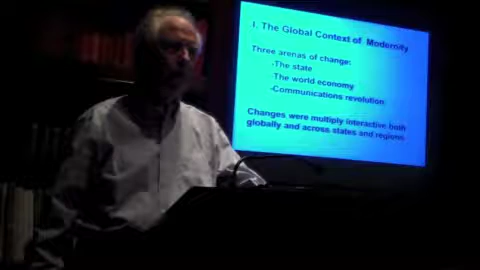 I. The Global Context of Modernity
Three arenas of change:
-The state
-The world economy
-Communications revolution
Changes were multiply interactive both
globally and across states and regions